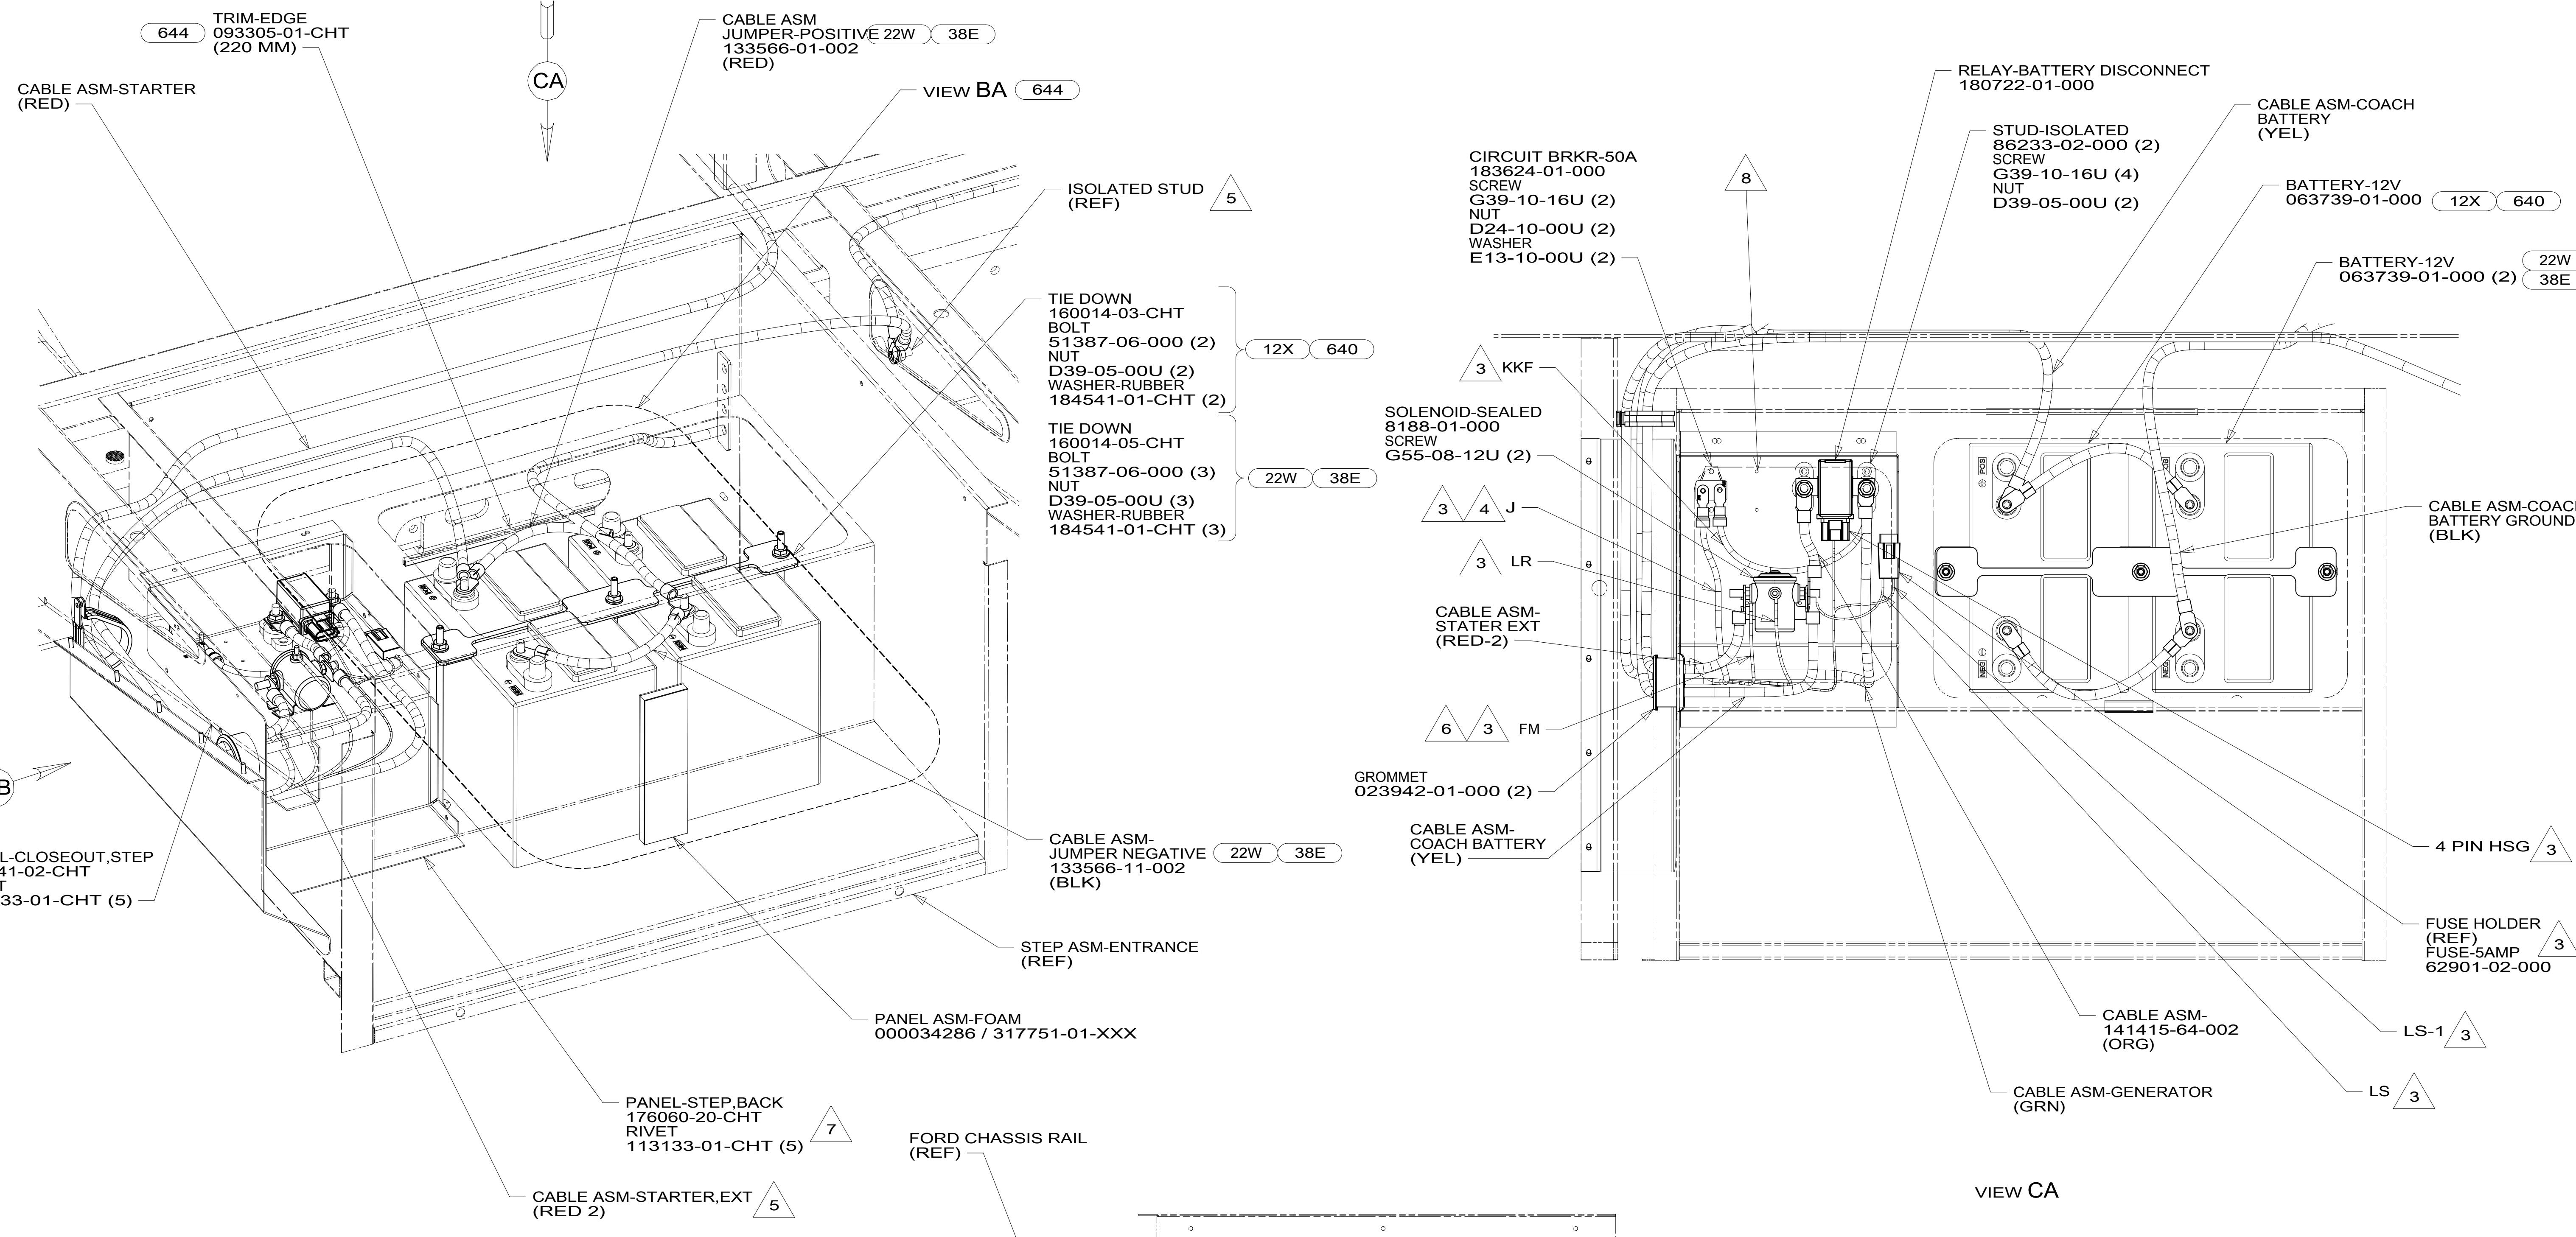 TRIM-EDGE
644 093305-01-CHT
(220 MM)
CABLE ASM-STARTER
(RED)
CA
CABLE ASM
JUMPER-POSITIVE 22W 38E
133566-01-002
(RED)
VIEW BA 644
ISOLATED STUD
(REF)
5
TIE DOWN
160014-03-CHT
BOLT
51387-06-000 (2)
NUT
D39-05-00U (2)
WASHER-RUBBER
184541-01-CHT (2)
12X 640
TIE DOWN
160014-05-CHT
BOLT
51387-06-000 (3)
NUT
D39-05-00U (3)
WASHER-RUBBER
184541-01-CHT (3)
22W 38E
B
L-CLOSEOUT,STEP
41-02-CHT
T
33-01-CHT (5)
CABLE ASM-
JUMPER NEGATIVE 22W 38E
133566-11-002
(BLK)
STEP ASM-ENTRANCE
(REF)
PANEL ASM-FOAM
000034286 / 317751-01-XXX
PANEL-STEP,BACK
176060-20-CHT
RIVET
113133-01-CHT (5)
7
CABLE ASM-STARTER,EXT
(RED 2)
5
FORD CHASSIS RAIL
(REF)
CIRCUIT BRKR-50A
183624-01-000
SCREW
G39-10-16U (2)
NUT
D24-10-00U (2)
WASHER
E13-10-00U (2)
8
RELAY-BATTERY DISCONNECT
180722-01-000
STUD-ISOLATED
86233-02-000 (2)
SCREW
G39-10-16U (4)
NUT
D39-05-00U (2)
CABLE ASM-COACH
BATTERY
(YEL)
BATTERY-12V
063739-01-000 12X 640
BATTERY-12V
063739-01-000 (2)
22W
38E
3 KKF
SOLENOID-SEALED
8188-01-000
SCREW
G55-08-12U (2)
3 4 J
3 LR
CABLE ASM-
STATER EXT
(RED-2)
6 3 FM
GROMMET
023942-01-000 (2)
CABLE ASM-
COACH BATTERY
(YEL)
POS
POS
NEG
NEG
CABLE ASM-COAC
BATTERY GROUND
(BLK)
4 PIN HSG 3
FUSE HOLDER
(REF)
FUSE-5AMP
62901-02-000
3
LS-1 3
LS 3
CABLE ASM-
141415-64-002
(ORG)
CABLE ASM-GENERATOR
(GRN)
VIEW CA